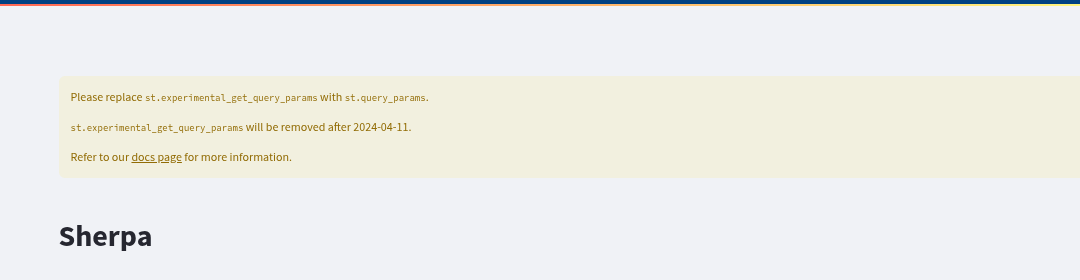 Please replace st.experimental_get_query_params with st.query_params.
st.experimental_get_query_params will be removed after 2024-04-11.
Refer to our docs page for more information.
Sherpa